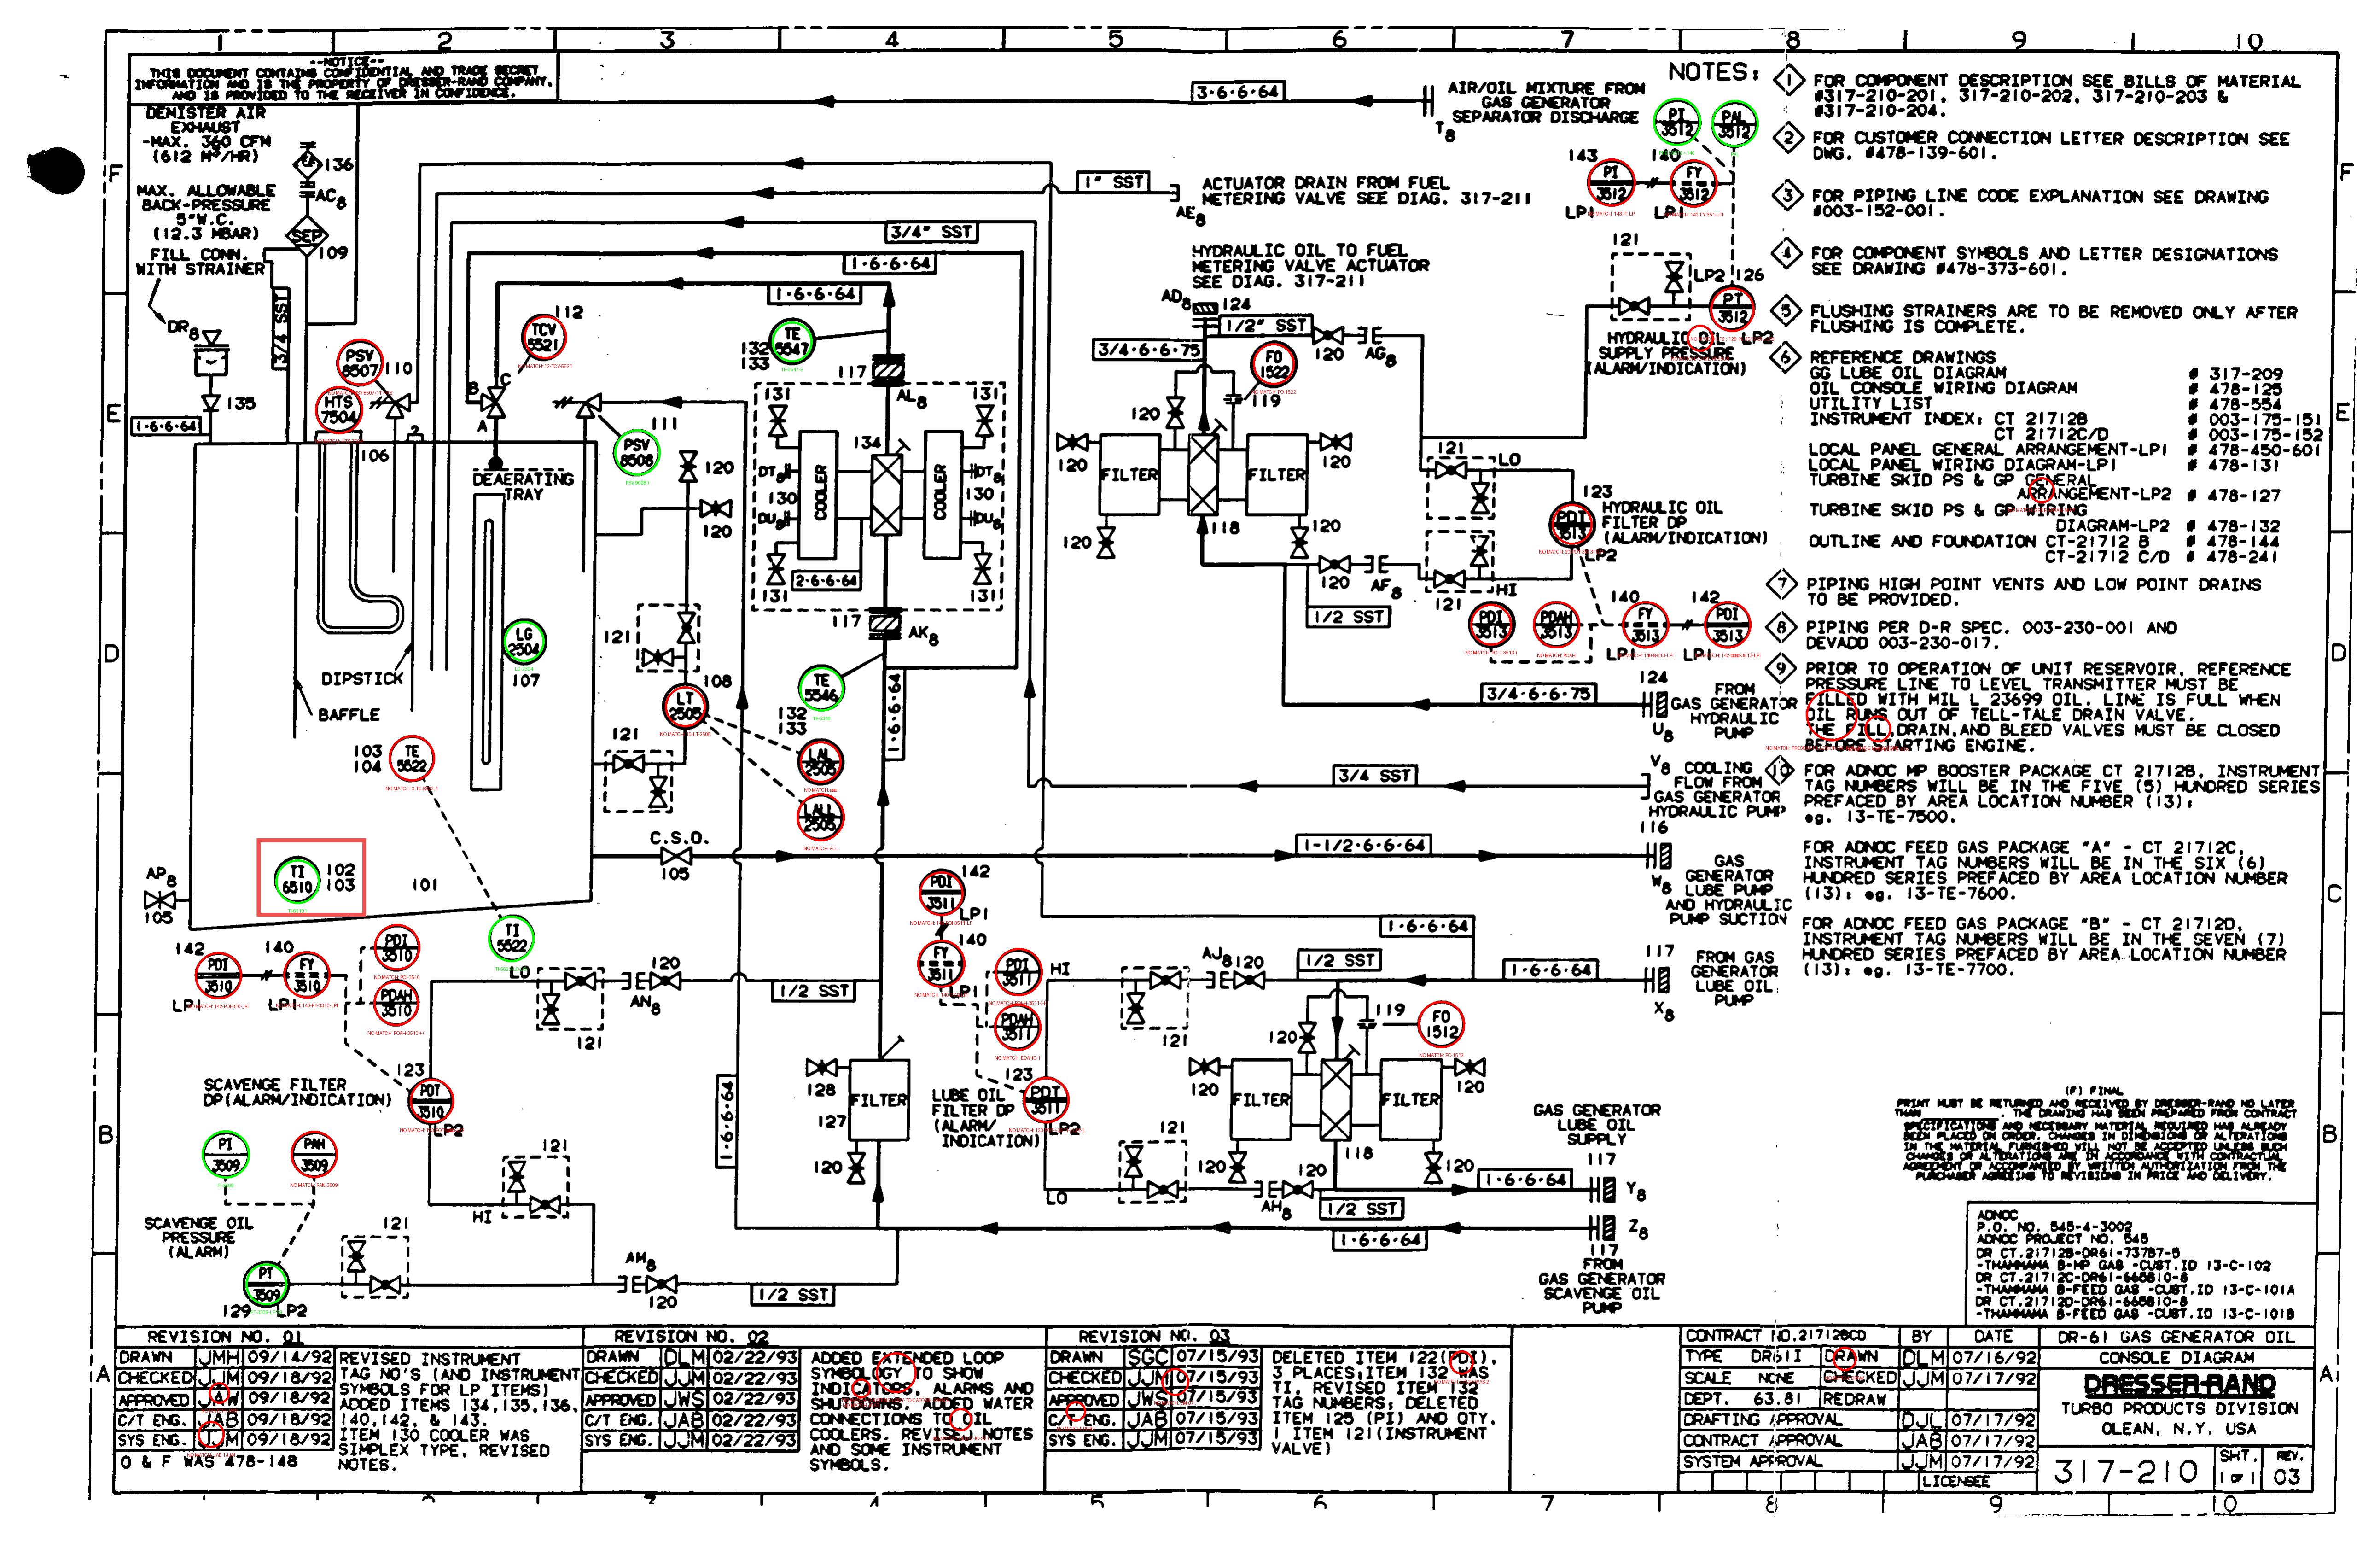 1 2 3 4 5 6 7 8 9 10
--NOTICE--
THIS DOCUMENT CONTAINS CONFIDENTIAL AND TRADE SECRET
INFORMATION AND IS THE PROPERTY OF DRESSER-RAND COMPANY.
AND IS PROVIDED TO THE RECEIVER IN CONFIDENCE.
DEMISTER AIR
EXHAUST
-MAX. 360 CFM
(612 M³/HR)
136
MAX. ALLOWABLE
BACK-PRESSURE
5"W.C.
(12.3 MBAR)
AC8
SEP
109
FILL CONN.
WITH STRAINER
3/4 SST
DR8
135
1·6·6·64
PSV
8507
110
HTS
7504
106
TCV
5521
112
B
C
A
DEAERATING
TRAY
PSV
8508
111
120
120
LG
2504
107
DIPSTICK
BAFFLE
103
104
TE
5522
TI
6510
102
103
101
AP8
105
TI
5522
121
LT
2505
108
121
LAL
2505
LALL
2505
C.S.O.
105
3·6·6·64
AIR/OIL MIXTURE FROM
GAS GENERATOR
SEPARATOR DISCHARGE
T8
1" SST
ACTUATOR DRAIN FROM FUEL
METERING VALVE SEE DIAG. 317-211
AE8
3/4" SST
1·6·6·64
1·6·6·64
132
133
TE
5547
117
AL8
131
131
134
COOLER
COOLER
DT8
130
DU8
DT8
130
DU8
2·6·6·64
131
131
117
AK8
TE
5546
132
133
1·6·6·64
HYDRAULIC OIL TO FUEL
METERING VALVE ACTUATOR
SEE DIAG. 317-211
AD8
124
1/2" SST
3/4·6·6·75
FO
1522
119
120
AG8
120
120
FILTER
FILTER
120
120
118
120
120
AF8
1/2 SST
121
LO
121
HI
123
PDT
3513
HYDRAULIC OIL
FILTER DP
(ALARM/INDICATION)
LP2
PDI
3513
PDAH
3513
140
FY
3513
LP1
142
PDI
3513
LP1
PI
3512
PAL
3512
143
PI
3512
LP1
140
FY
3512
LP1
121
LP2 126
PT
3512
HYDRAULIC OIL LP2
SUPPLY PRESSURE
(ALARM/INDICATION)
3/4·6·6·75
124
U8
FROM
GAS GENERATOR
HYDRAULIC
PUMP
3/4 SST
V8
COOLING
FLOW FROM
GAS GENERATOR
HYDRAULIC PUMP
1-1/2·6·6·64
116
W8
GAS
GENERATOR
LUBE PUMP
AND HYDRAULIC
PUMP SUCTION
1·6·6·64
1/2 SST
1·6·6·64
117
X8
FROM GAS
GENERATOR
LUBE OIL
PUMP
142
PDI
3510
LP1
140
FY
3510
LP1
PDI
3510
PDAH
3510
LO
120
AN8
1/2 SST
121
SCAVENGE FILTER
DP(ALARM/INDICATION)
123
PDT
3510
LP2
PI
3509
PAH
3509
SCAVENGE OIL
PRESSURE
(ALARM)
PT
3509
129
LP2
121
HI
121
AM8
120
1/2 SST
1·6·6·64
128
FILTER
127
120
PDI
3511
142
LP1
FY
3511
140
LP1
PDI
3511
HI
PDAH
3511
LUBE OIL
FILTER DP
(ALARM/
INDICATION)
123
PDT
3511
LP2
LO
AJ8
120
121
120
119
FO
1512
120
120
FILTER
FILTER
120
120
118
121
AH8
120
1/2 SST
GAS GENERATOR
LUBE OIL
SUPPLY
117
1·6·6·64
Y8
Z8
1·6·6·64
117
FROM
GAS GENERATOR
SCAVENGE OIL
PUMP
NOTES:
1 FOR COMPONENT DESCRIPTION SEE BILLS OF MATERIAL
#317-210-201, 317-210-202, 317-210-203 &
#317-210-204.
2 FOR CUSTOMER CONNECTION LETTER DESCRIPTION SEE
DWG. #478-139-601.
3 FOR PIPING LINE CODE EXPLANATION SEE DRAWING
#003-152-001.
4 FOR COMPONENT SYMBOLS AND LETTER DESIGNATIONS
SEE DRAWING #478-373-601.
5 FLUSHING STRAINERS ARE TO BE REMOVED ONLY AFTER
FLUSHING IS COMPLETE.
6 REFERENCE DRAWINGS
GG LUBE OIL DIAGRAM # 317-209
OIL CONSOLE WIRING DIAGRAM # 478-125
UTILITY LIST # 478-554
INSTRUMENT INDEX: CT 21712B # 003-175-151
CT 21712C/D # 003-175-152
LOCAL PANEL GENERAL ARRANGEMENT-LP1 # 478-450-601
LOCAL PANEL WIRING DIAGRAM-LP1 # 478-131
TURBINE SKID PS & GP GENERAL
ARRANGEMENT-LP2 # 478-127
TURBINE SKID PS & GP WIRING
DIAGRAM-LP2 # 478-132
OUTLINE AND FOUNDATION CT-21712 B # 478-144
CT-21712 C/D # 478-241
7 PIPING HIGH POINT VENTS AND LOW POINT DRAINS
TO BE PROVIDED.
8 PIPING PER D-R SPEC. 003-230-001 AND
DEVADD 003-230-017.
9 PRIOR TO OPERATION OF UNIT RESERVOIR, REFERENCE
PRESSURE LINE TO LEVEL TRANSMITTER MUST BE
FILLED WITH MIL L 23699 OIL. LINE IS FULL WHEN
OIL RUNS OUT OF TELL-TALE DRAIN VALVE.
THE FILL,DRAIN,AND BLEED VALVES MUST BE CLOSED
BEFORE STARTING ENGINE.
10 FOR ADNOC MP BOOSTER PACKAGE CT 21712B, INSTRUMENT
TAG NUMBERS WILL BE IN THE FIVE (5) HUNDRED SERIES
PREFACED BY AREA LOCATION NUMBER (13):
eg. 13-TE-7500.
FOR ADNOC FEED GAS PACKAGE "A" - CT 21712C,
INSTRUMENT TAG NUMBERS WILL BE IN THE SIX (6)
HUNDRED SERIES PREFACED BY AREA LOCATION NUMBER
(13): eg. 13-TE-7600.
FOR ADNOC FEED GAS PACKAGE "B" - CT 21712D,
INSTRUMENT TAG NUMBERS WILL BE IN THE SEVEN (7)
HUNDRED SERIES PREFACED BY AREA LOCATION NUMBER
(13): eg. 13-TE-7700.
(F) FINAL
PRINT MUST BE RETURNED AND RECEIVED BY DRESSER-RAND NO LATER
THAN ________. THE DRAWING HAS BEEN PREPARED FROM CONTRACT
SPECIFICATIONS AND NECESSARY MATERIAL REQUIRED HAS ALREADY
BEEN PLACED ON ORDER. CHANGES IN DIMENSIONS OR ALTERATIONS
IN THE MATERIAL FURNISHED WILL NOT BE ACCEPTED UNLESS SUCH
CHANGES OR ALTERATIONS ARE IN ACCORDANCE WITH CONTRACTUAL
AGREEMENT OR ACCOMPANIED BY WRITTEN AUTHORIZATION FROM THE
PURCHASER AGREEING TO REVISIONS IN PRICE AND DELIVERY.
ADNOC
P.O. NO. 545-4-3002
ADNOC PROJECT NO. 545
DR CT.21712B-DR61-73787-5
-THAMMAMA B-MP GAS -CUST.ID 13-C-102
DR CT.21712C-DR61-665810-8
-THAMMAMA B-FEED GAS -CUST.ID 13-C-101A
DR CT.21712D-DR61-665810-8
-THAMMAMA B-FEED GAS -CUST.ID 13-C-101B
REVISION NO. 01
DRAWN JMH 09/14/92
CHECKED JJM 09/18/92
APPROVED 09/18/92
C/T ENG. JAB 09/18/92
SYS ENG. JJM 09/18/92
O & F WAS 478-148
REVISED INSTRUMENT
TAG NO'S (AND INSTRUMENT
SYMBOLS FOR LP ITEMS)
ADDED ITEMS 134,135,136,
140,142, & 143.
ITEM 130 COOLER WAS
SIMPLEX TYPE. REVISED
NOTES.
REVISION NO. 02
DRAWN DLM 02/22/93
CHECKED JJM 02/22/93
APPROVED JWS 02/22/93
C/T ENG. JAB 02/22/93
SYS ENG. JJM 02/22/93
ADDED EXTENDED LOOP
SYMBOLOGY TO SHOW
INDICATORS, ALARMS AND
SHUTDOWNS. ADDED WATER
CONNECTIONS TO OIL
COOLERS. REVISED NOTES
AND SOME INSTRUMENT
SYMBOLS.
REVISION NO. 03
DRAWN SGC 07/15/93
CHECKED JJM 07/15/93
APPROVED JWS 07/15/93
C/T ENG. JAB 07/15/93
SYS ENG. JJM 07/15/93
DELETED ITEM 122(PDI),
3 PLACES;ITEM 132 WAS
TI. REVISED ITEM 132
TAG NUMBERS; DELETED
ITEM 125 (PI) AND QTY.
1 ITEM 121(INSTRUMENT
VALVE)
CONTRACT NO.21712BCD BY DATE
TYPE DR61I DRAWN DLM 07/16/92
SCALE NONE CHECKED JJM 07/17/92
DEPT. 63.81 REDRAW
DRAFTING APPROVAL DJL 07/17/92
CONTRACT APPROVAL JAB 07/17/92
SYSTEM APPROVAL JJM 07/17/92
LICENSEE
DR-61 GAS GENERATOR OIL
CONSOLE DIAGRAM
DRESSER-RAND
TURBO PRODUCTS DIVISION
OLEAN, N.Y. USA
317-210
SHT.
1 OF 1
REV.
03
F E D C B A
F E D C B A
5 6 7 8 9 10